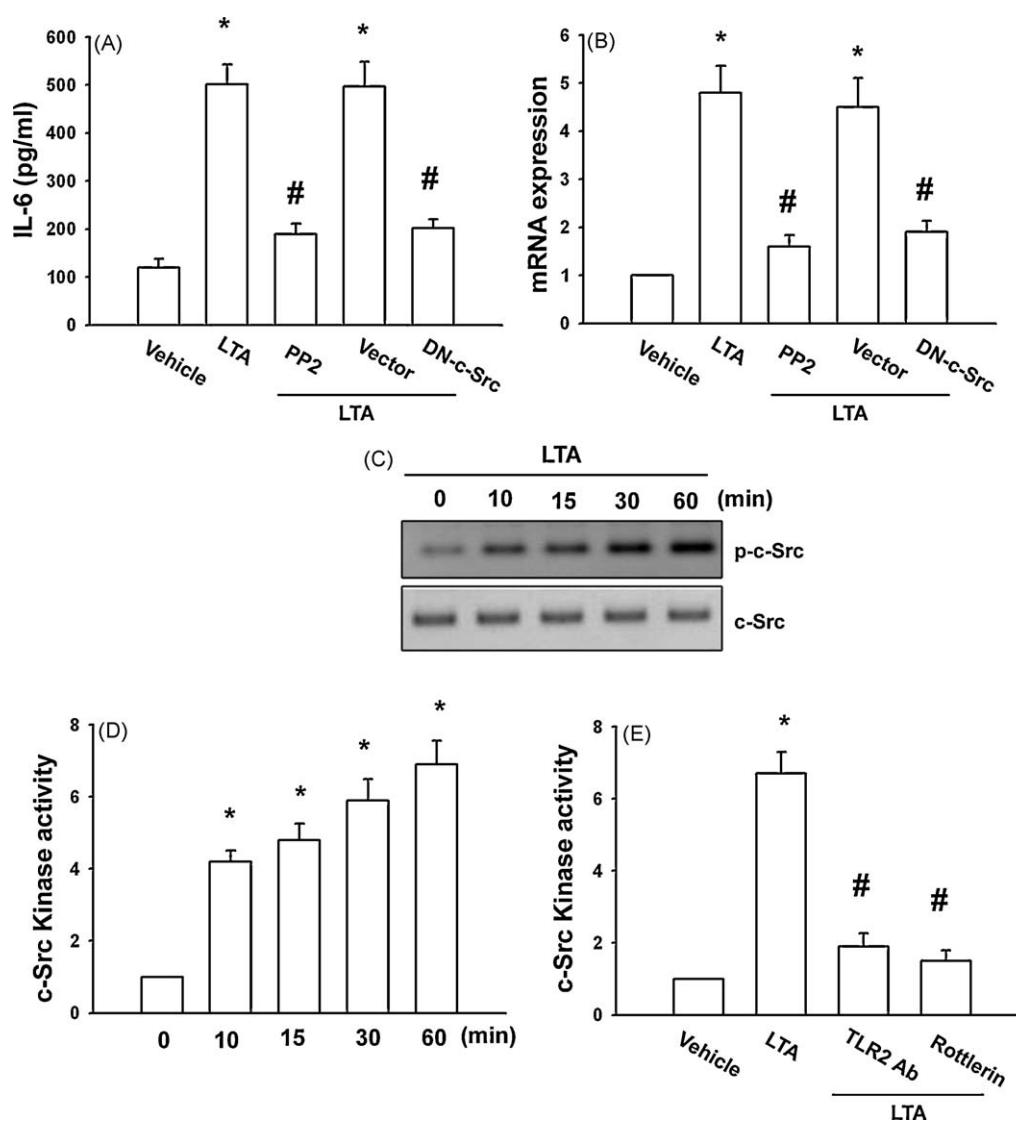 (A)
IL-6 (pg/ml)
600
500
400
300
200
100
0
*
*
#
#
Vehicle
LTA
PP2
Vector
DN-c-Src
LTA
(B)
mRNA expression
6
5
4
3
2
1
0
*
*
#
#
Vehicle
LTA
PP2
Vector
DN-c-Src
LTA
(C)
LTA
0 10 15 30 60 (min)
p-c-Src
c-Src
(D)
c-Src Kinase activity
8
6
4
2
0
*
*
*
*
0 10 15 30 60 (min)
(E)
c-Src Kinase activity
8
6
4
2
0
*
#
#
Vehicle
LTA
TLR2 Ab
Rottlerin
LTA